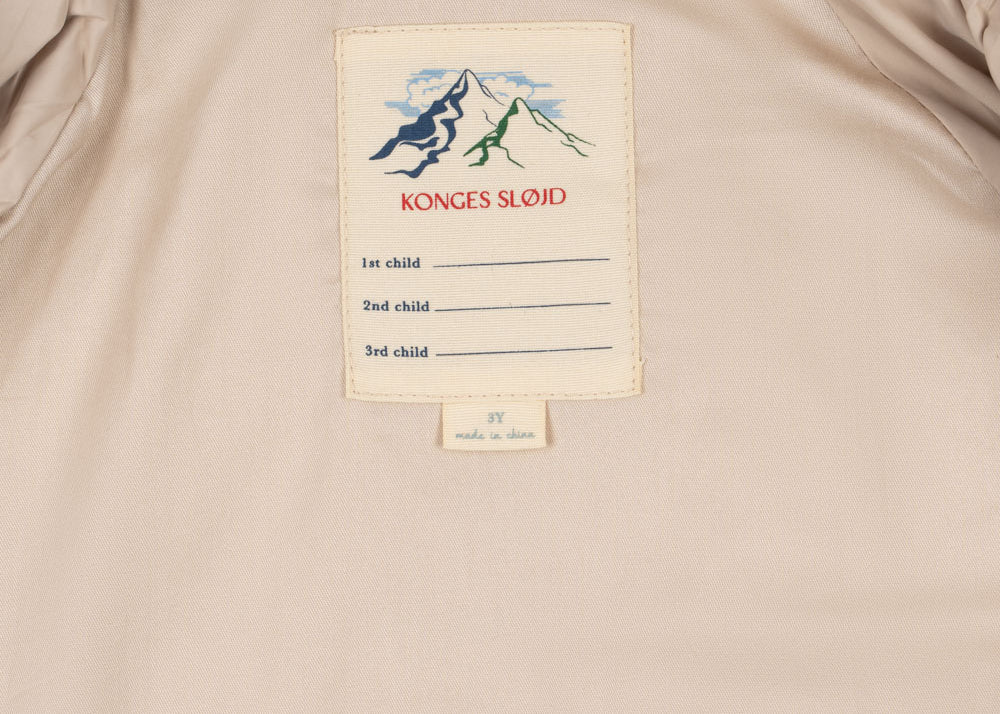 KONGES SLØJD
1st child
2nd child
3rd child
3Y
made in china